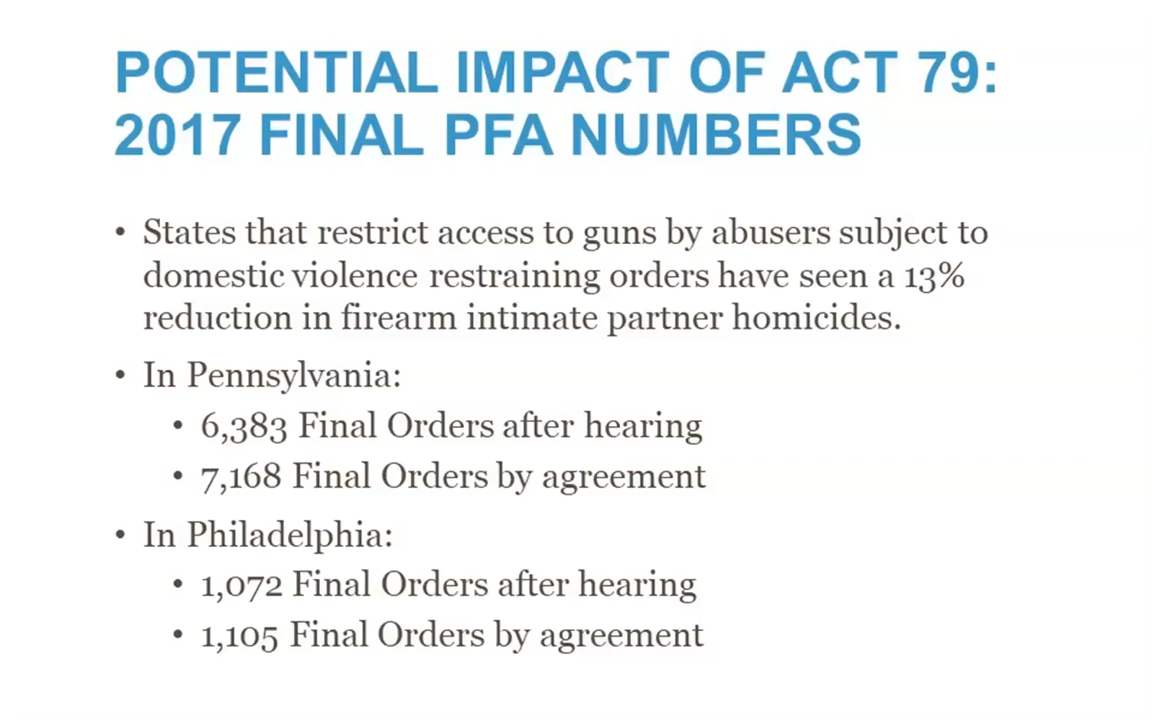 POTENTIAL IMPACT OF ACT 79:
2017 FINAL PFA NUMBERS
• States that restrict access to guns by abusers subject to
domestic violence restraining orders have seen a 13%
reduction in firearm intimate partner homicides.
• In Pennsylvania:
• 6,383 Final Orders after hearing
• 7,168 Final Orders by agreement
• In Philadelphia:
• 1,072 Final Orders after hearing
• 1,105 Final Orders by agreement